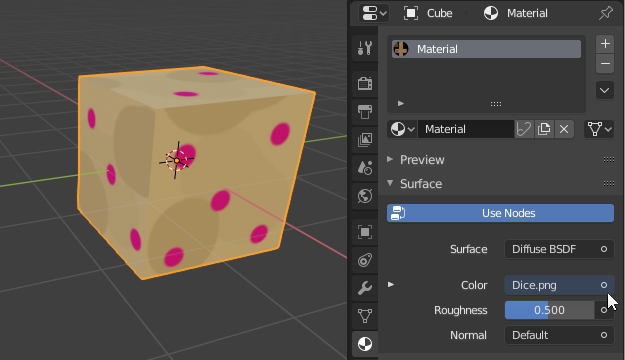 Cube Material
Material
Material
Preview
Surface
Use Nodes
Surface Diffuse BSDF
Color Dice.png
Roughness 0.500
Normal Default